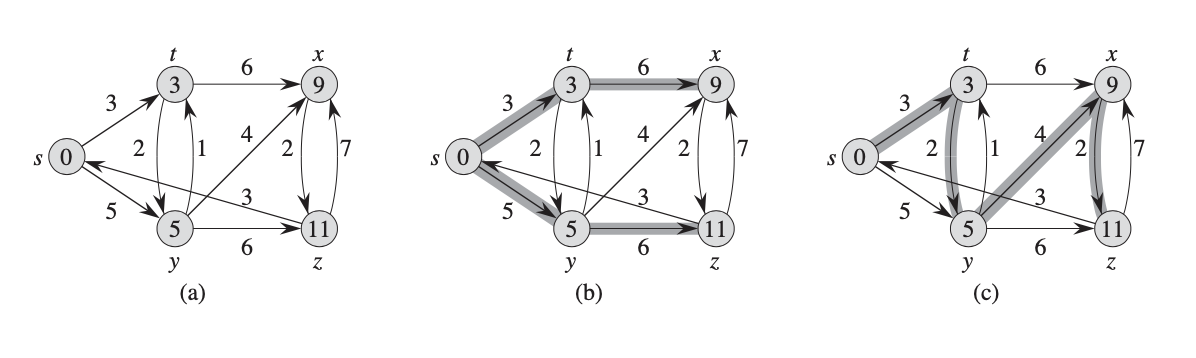 t x t x t x
6 6 6
3 9 3 9 3 9
3 3 3
4 4 4
s 0 2 1 2 7 s 0 2 1 2 7 s 0 2 1 2 7
3 3 3
5 5 5
5 11 5 11 5 11
6 6 6
y z y z y z
(a) (b) (c)